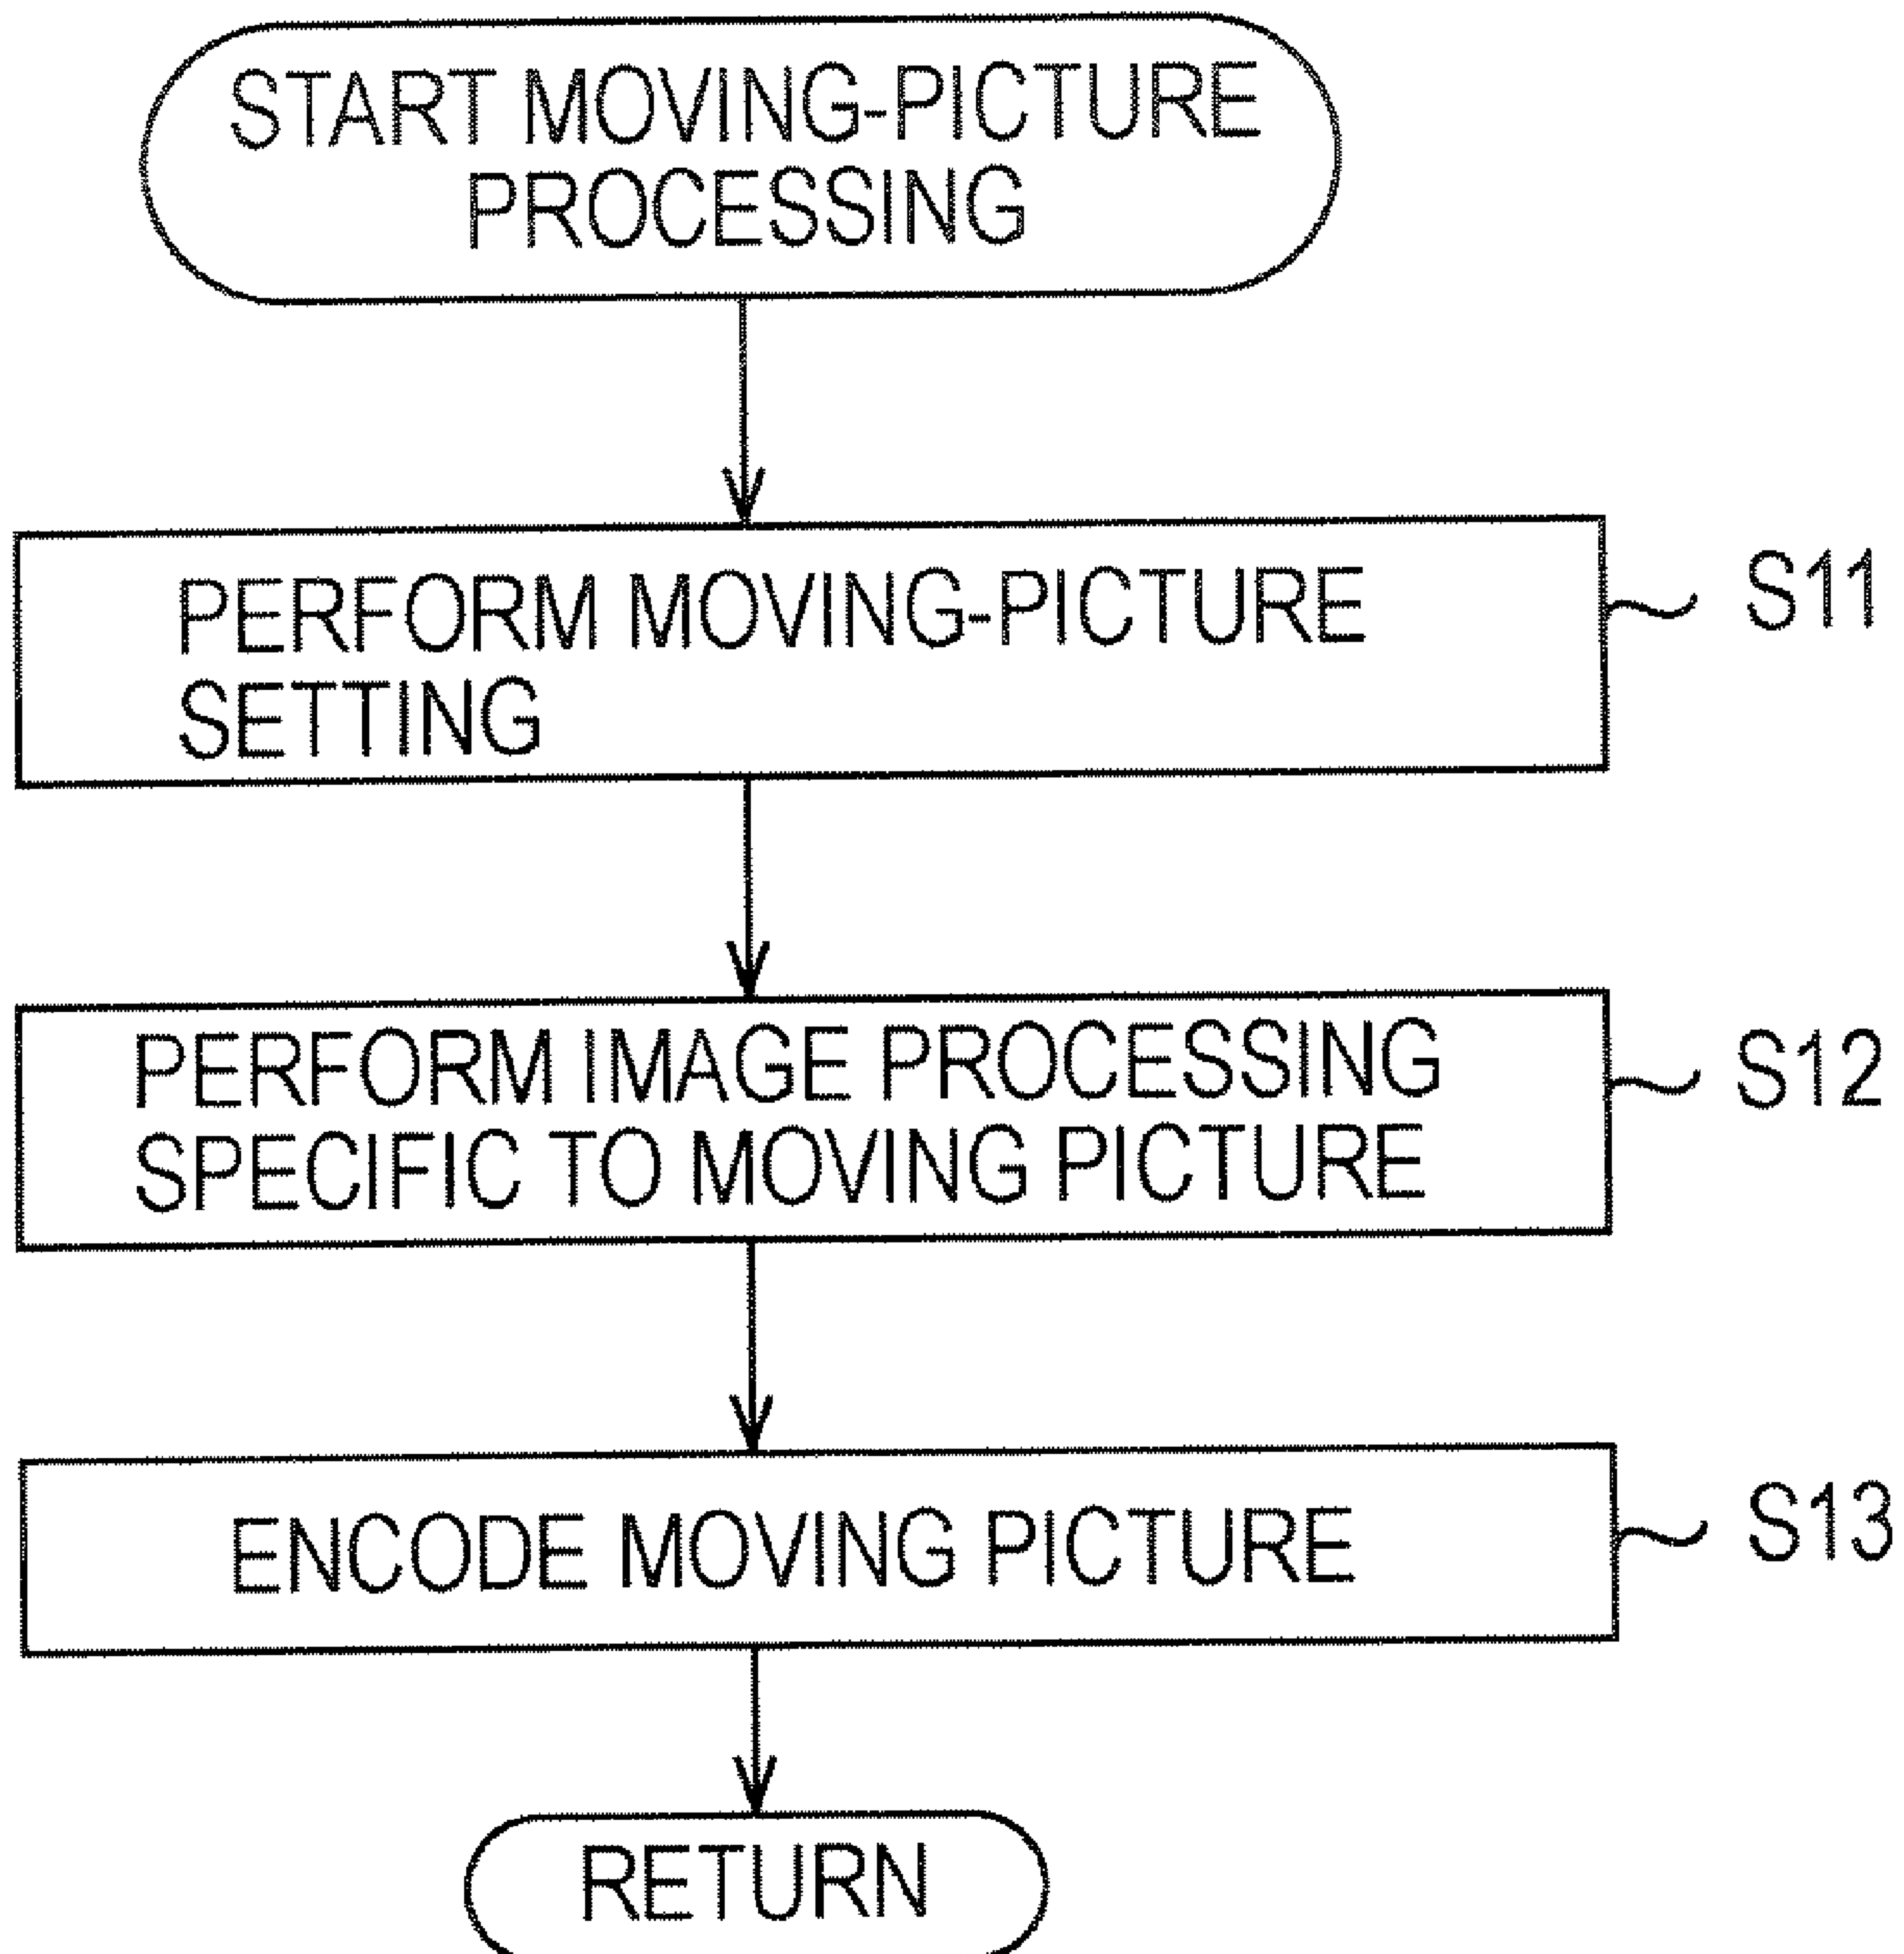 START MOVING-PICTURE
PROCESSING
PERFORM MOVING-PICTURE
SETTING
S11
PERFORM IMAGE PROCESSING
SPECIFIC TO MOVING PICTURE
S12
ENCODE MOVING PICTURE
S13
RETURN